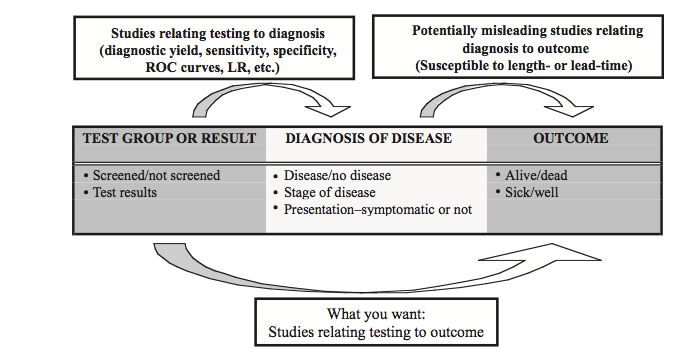 Studies relating testing to diagnosis
(diagnostic yield, sensitivity, specificity,
ROC curves, LR, etc.)
Potentially misleading studies relating
diagnosis to outcome
(Susceptible to length- or lead-time)
TEST GROUP OR RESULT
• Screened/not screened
• Test results
DIAGNOSIS OF DISEASE
• Disease/no disease
• Stage of disease
• Presentation–symptomatic or not
OUTCOME
• Alive/dead
• Sick/well
What you want:
Studies relating testing to outcome